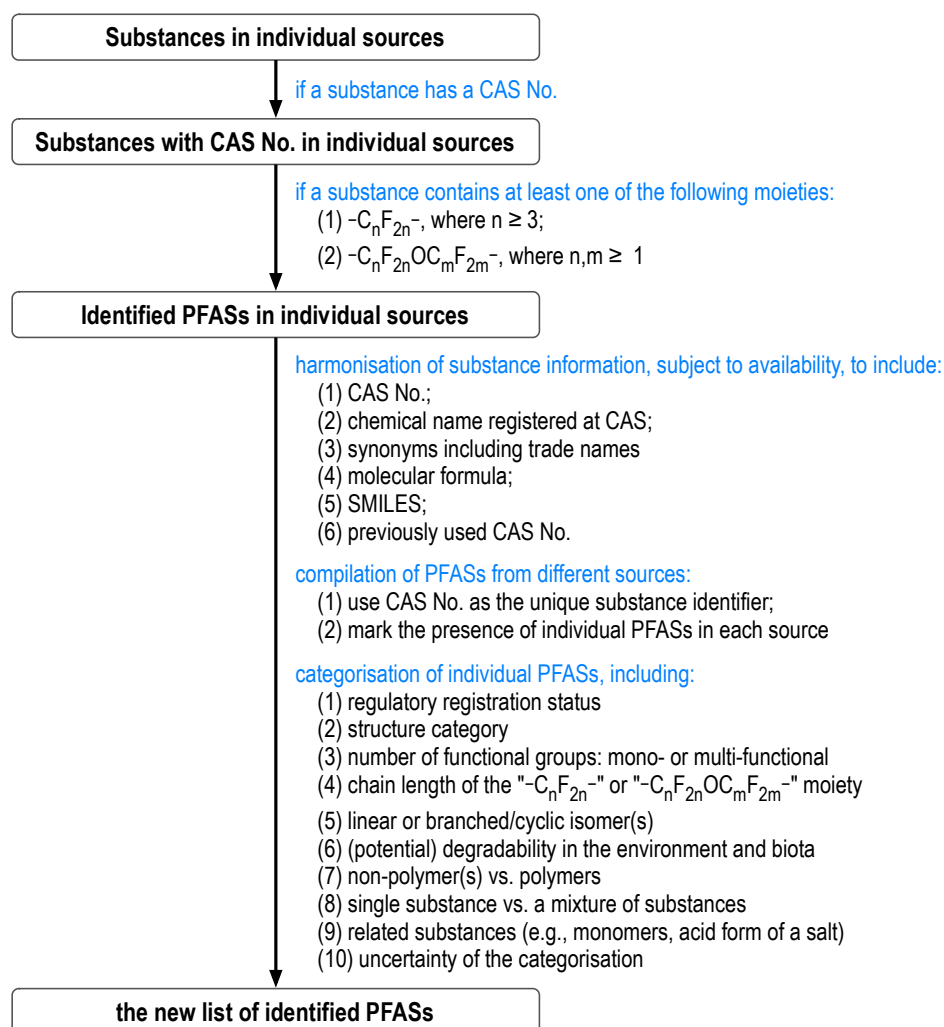 Substances in individual sources
if a substance has a CAS No.
Substances with CAS No. in individual sources
if a substance contains at least one of the following moieties:
(1) –CnF2n–, where n ≥ 3;
(2) –CnF2nOCmF2m–, where n,m ≥ 1
Identified PFASs in individual sources
harmonisation of substance information, subject to availability, to include:
(1) CAS No.;
(2) chemical name registered at CAS;
(3) synonyms including trade names
(4) molecular formula;
(5) SMILES;
(6) previously used CAS No.
compilation of PFASs from different sources:
(1) use CAS No. as the unique substance identifier;
(2) mark the presence of individual PFASs in each source
categorisation of individual PFASs, including:
(1) regulatory registration status
(2) structure category
(3) number of functional groups: mono- or multi-functional
(4) chain length of the "–CnF2n–" or "–CnF2nOCmF2m–" moiety
(5) linear or branched/cyclic isomer(s)
(6) (potential) degradability in the environment and biota
(7) non-polymer(s) vs. polymers
(8) single substance vs. a mixture of substances
(9) related substances (e.g., monomers, acid form of a salt)
(10) uncertainty of the categorisation
the new list of identified PFASs